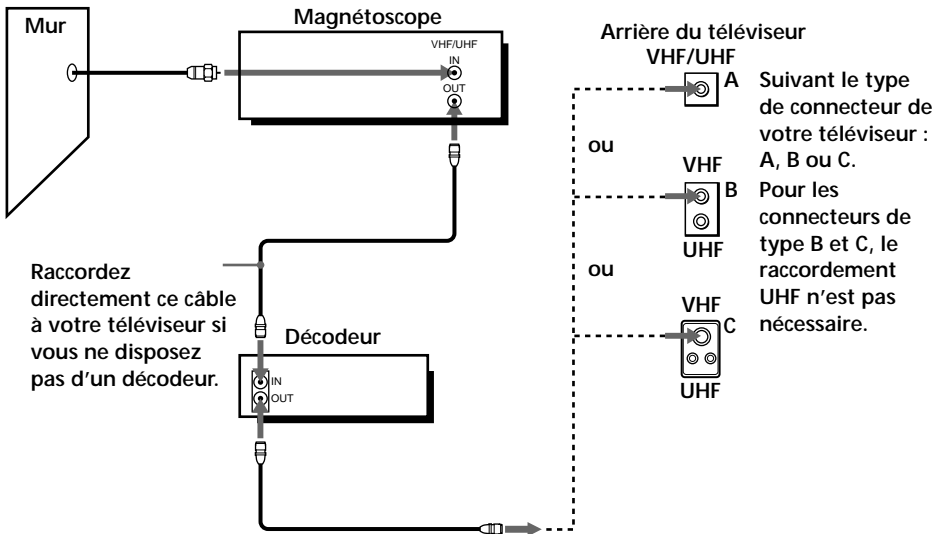 Mur
Magnétoscope
VHF/UHF
IN
OUT
Arrière du téléviseur
VHF/UHF
A
Suivant le type
de connecteur de
votre téléviseur :
A, B ou C.
ou
VHF
B
UHF
Pour les
connecteurs de
type B et C, le
raccordement
UHF n’est pas
nécessaire.
ou
VHF
C
UHF
Raccordez
directement ce câble
à votre téléviseur si
vous ne disposez
pas d’un décodeur.
Décodeur
IN
OUT